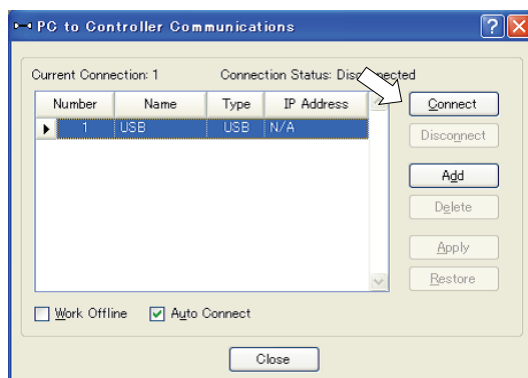 PC to Controller Communications
Current Connection: 1 Connection Status: Disconnected
Number Name Type IP Address
1 USB USB N/A
Connect
Disconnect
Add
Delete
Apply
Restore
Work Offline Auto Connect
Close